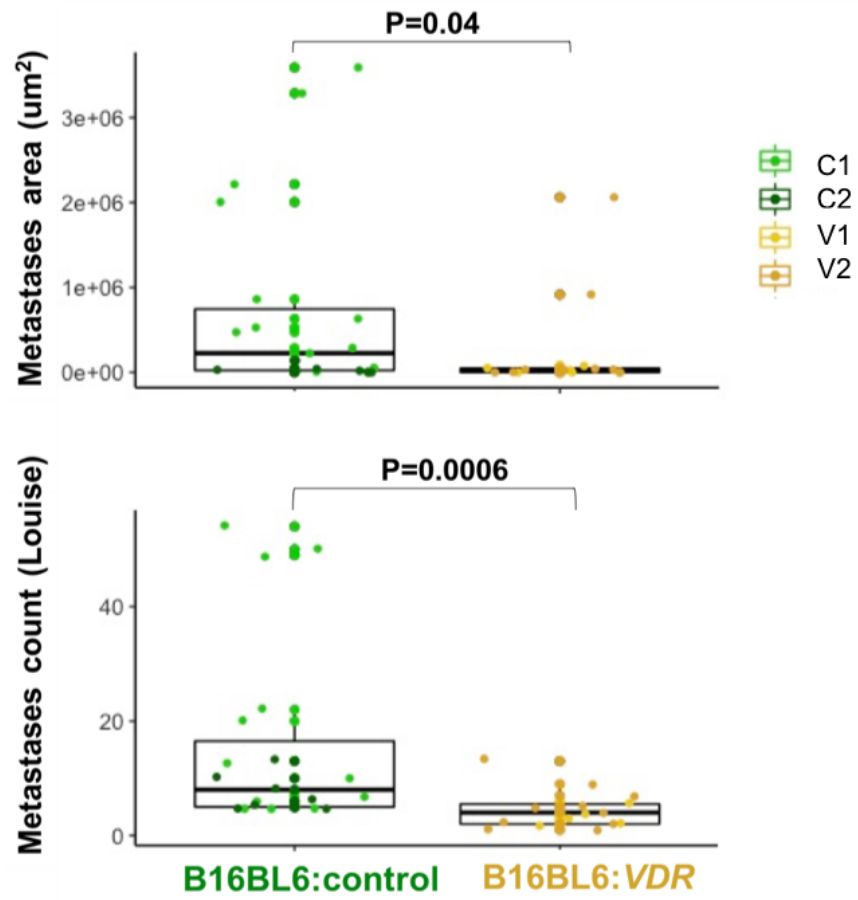 P=0.04
Metastases area (um²)
3e+06
2e+06
1e+06
0e+00
C1
C2
V1
V2
P=0.0006
Metastases count (Louise)
40
20
0
B16BL6:control
B16BL6:VDR